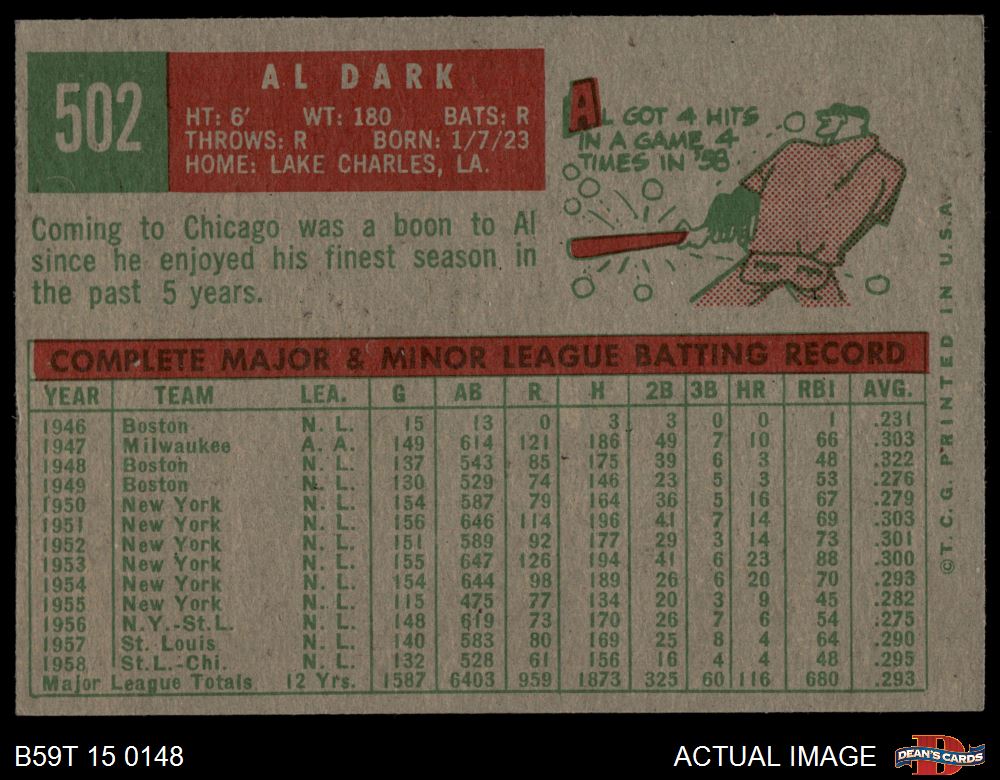 502
AL DARK
HT: 6' WT: 180 BATS: R
THROWS: R BORN: 1/7/23
HOME: LAKE CHARLES, LA.
AL GOT 4 HITS
IN A GAME 4
TIMES IN '58.
Coming to Chicago was a boon to Al
since he enjoyed his finest season in
the past 5 years.
COMPLETE MAJOR & MINOR LEAGUE BATTING RECORD
YEAR TEAM LEA. G AB R H 2B 3B HR RBI AVG.
1946 Boston N. L. 15 13 0 3 3 0 0 1 .231
1947 Milwaukee A. A. 149 614 121 186 49 7 10 66 .303
1948 Boston N. L. 137 543 85 175 39 6 3 48 .322
1949 Boston N. L. 130 529 74 146 23 5 3 53 .276
1950 New York N. L. 154 587 79 164 36 5 16 67 .279
1951 New York N. L. 156 646 114 196 41 7 14 69 .303
1952 New York N. L. 151 589 92 177 29 3 14 73 .301
1953 New York N. L. 155 647 126 194 41 6 23 88 .300
1954 New York N. L. 154 644 98 189 26 6 20 70 .293
1955 New York N. L. 115 475 77 134 20 3 9 45 .282
1956 N.Y.-St.L. N. L. 148 619 73 170 26 7 6 54 .275
1957 St. Louis N. L. 140 583 80 169 25 8 4 64 .290
1958 St.L.-Chi. N. L. 132 528 61 156 16 4 4 48 .295
Major League Totals 12 Yrs. 1587 6403 959 1873 325 60 116 680 .293
©T. C. G. PRINTED IN U.S.A.
B59T 15 0148
ACTUAL IMAGE
D
DEAN'S CARDS